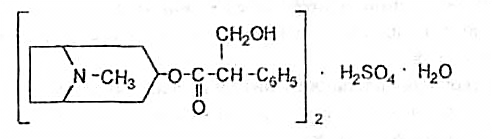 CH₂OH
N–CH₃ –O–C–CH–C₆H₅ · H₂SO₄ · H₂O
O
2